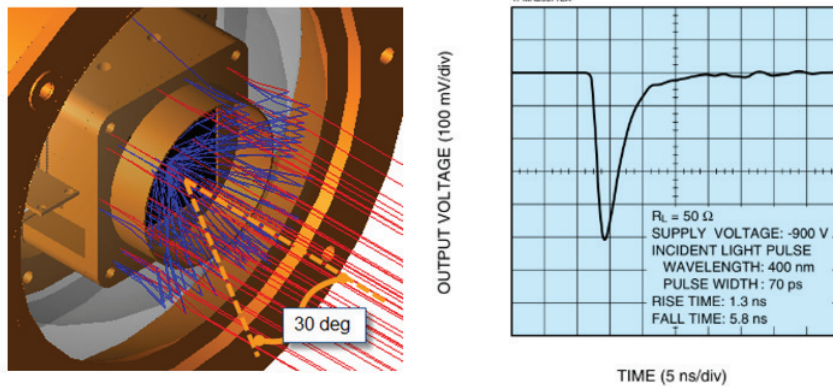 30 deg
OUTPUT VOLTAGE (100 mV/div)
RL = 50 Ω
SUPPLY VOLTAGE: -900 V
INCIDENT LIGHT PULSE
WAVELENGTH: 400 nm
PULSE WIDTH: 70 ps
RISE TIME: 1.3 ns
FALL TIME: 5.8 ns
TIME (5 ns/div)